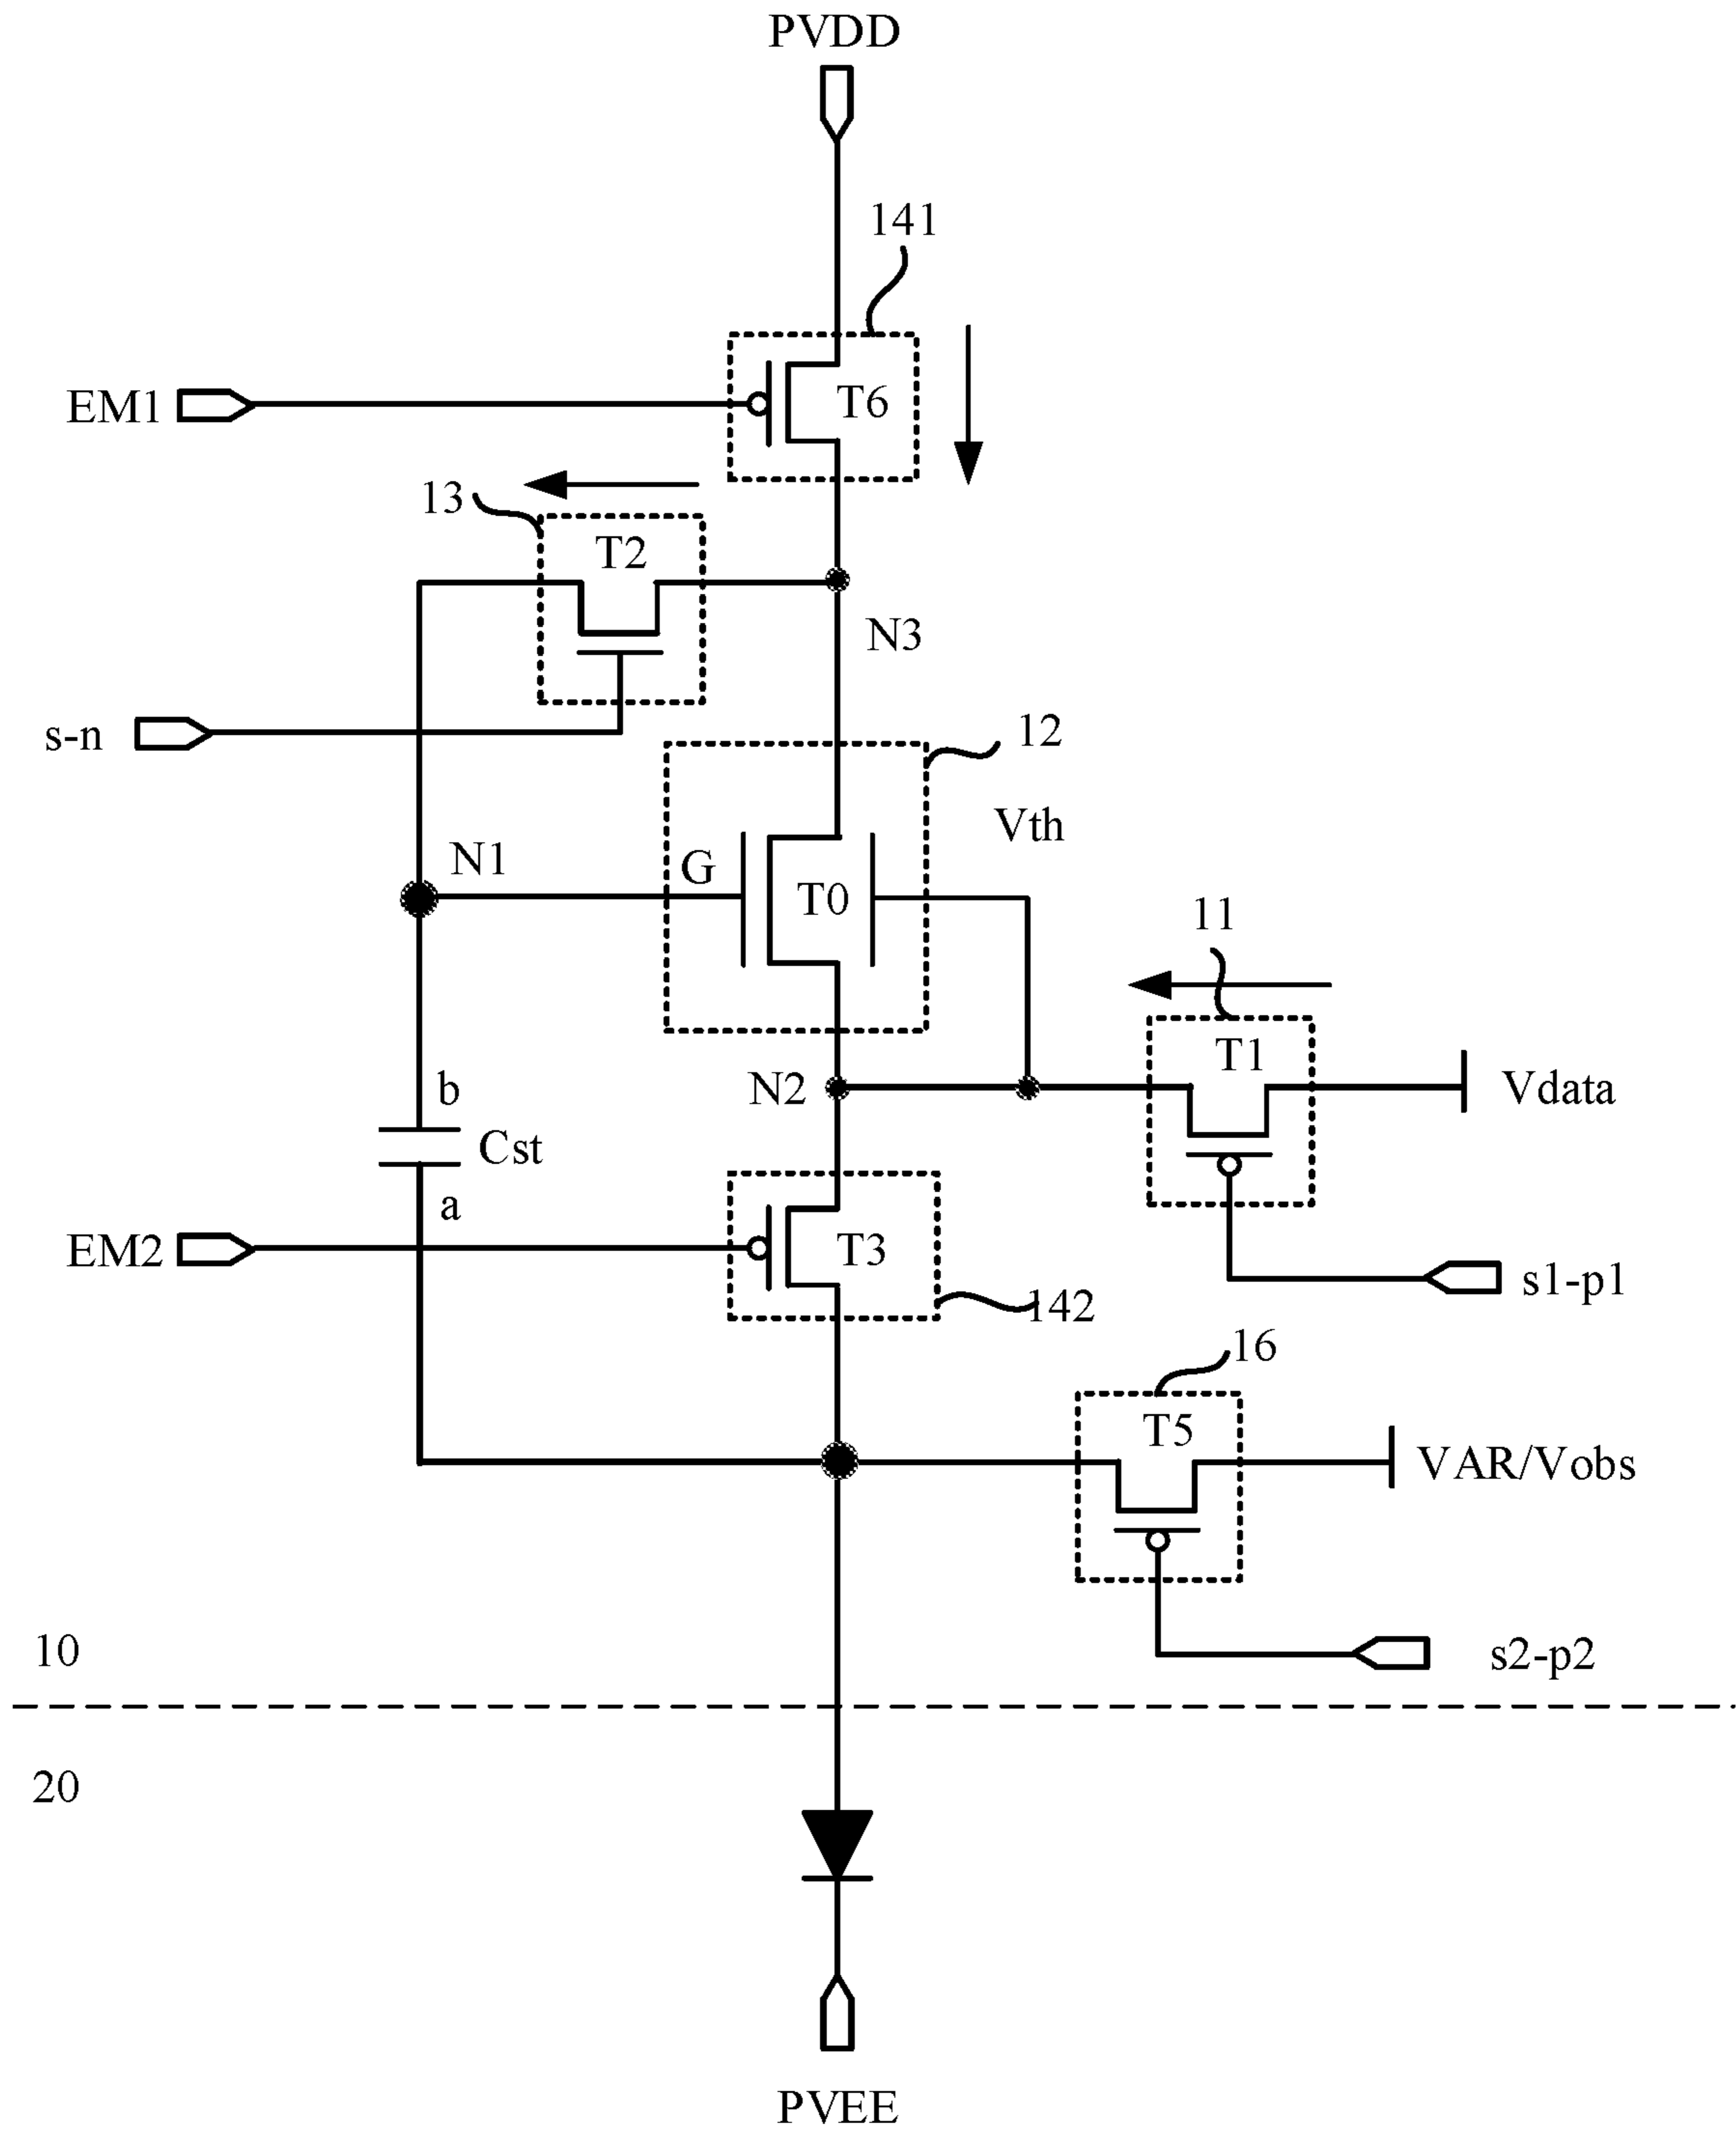 PVDD
141
EM1
T6
13
T2
N3
s-n
12
Vth
N1
G
T0
11
T1
b
N2
Vdata
Cst
a
EM2
T3
s1-p1
142
16
T5
VAR/Vobs
10
s2-p2
20
PVEE